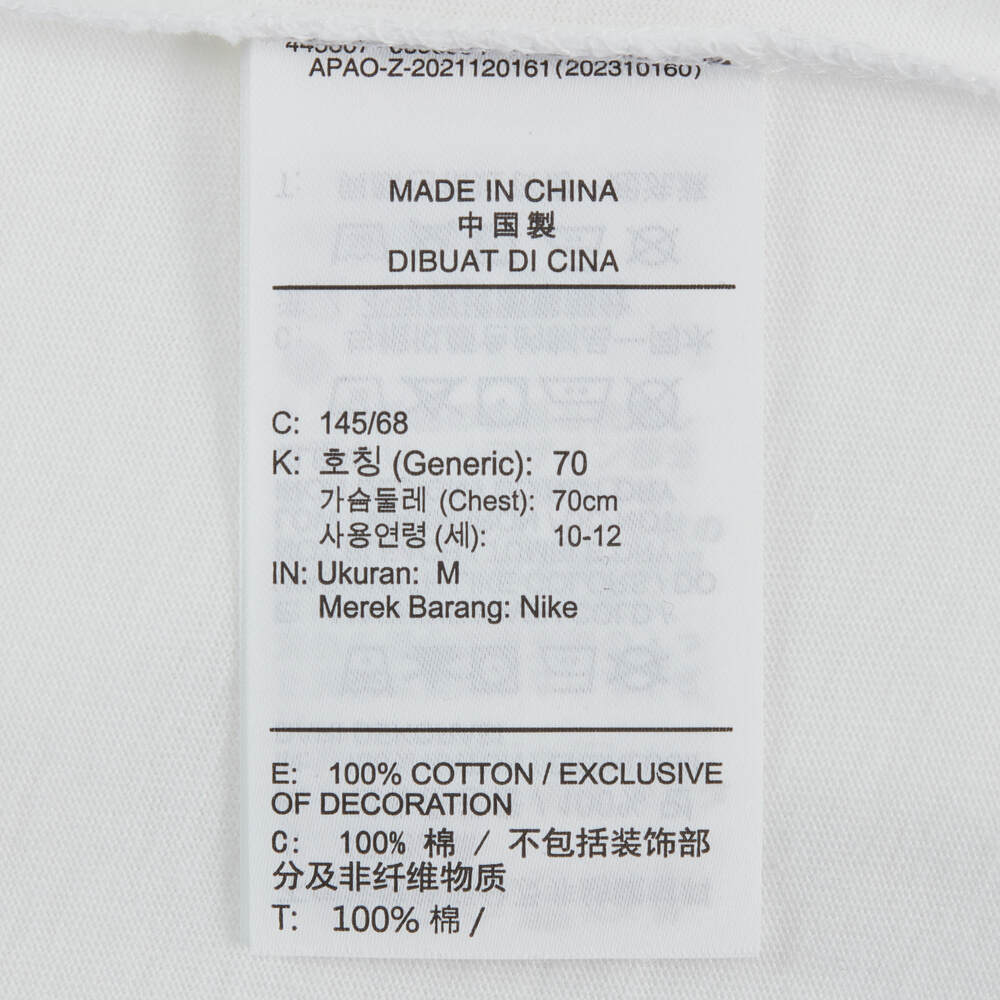 APAO-Z-2021120161(202310160)
MADE IN CHINA
中国製
DIBUAT DI CINA
C: 145/68
K: 호칭 (Generic): 70
가슴둘레 (Chest): 70cm
사용연령 (세): 10-12
IN: Ukuran: M
Merek Barang: Nike
E: 100% COTTON / EXCLUSIVE
OF DECORATION
C: 100% 棉 / 不包括装饰部
分及非纤维物质
T: 100% 棉 /